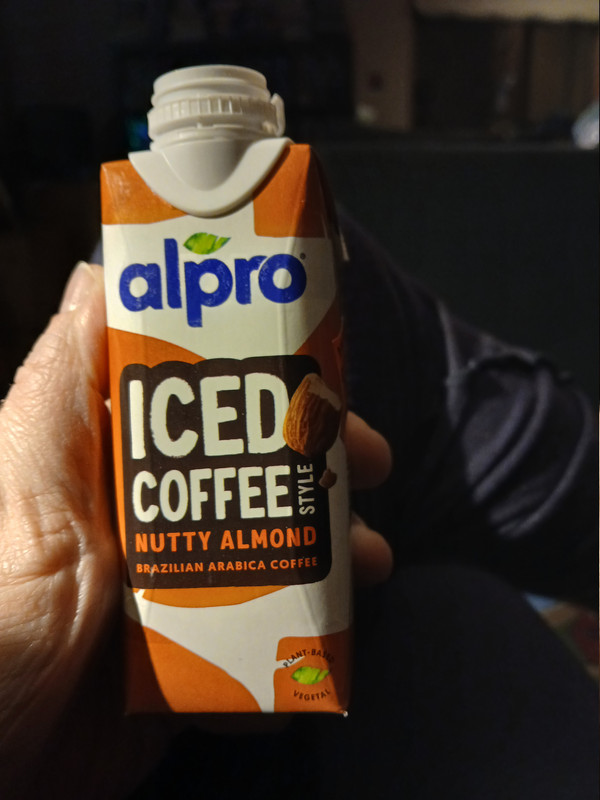 alpro
ICED
COFFEE
STYLE
NUTTY ALMOND
BRAZILIAN ARABICA COFFEE
PLANT-BASED
VEGETAL